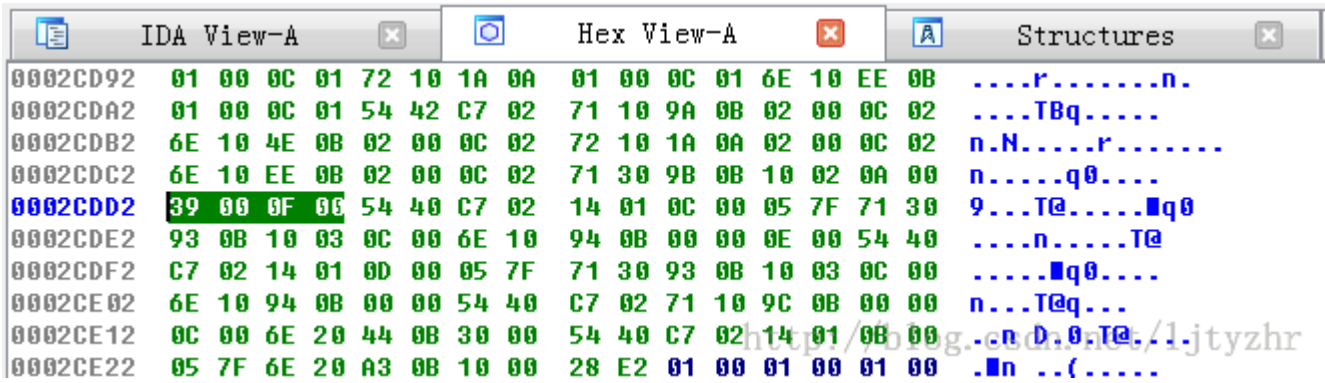 IDA View-A Hex View-A Structures
0002CD92 01 00 0C 01 72 10 1A 0A 01 00 0C 01 6E 10 EE 0B ....r.......n.
0002CDA2 01 00 0C 01 54 42 C7 02 71 10 9A 0B 02 00 0C 02 ....TBq.....
0002CDB2 6E 10 4E 0B 02 00 0C 02 72 10 1A 0A 02 00 0C 02 n.N.....r.......
0002CDC2 6E 10 EE 0B 02 00 0C 02 71 30 9B 0B 10 02 0A 00 n.....q0....
0002CDD2 39 00 0F 00 54 40 C7 02 14 01 0C 00 05 7F 71 30 9...T@.....■q0
0002CDE2 93 0B 10 03 0C 00 6E 10 94 0B 00 00 0E 00 54 40 ....n.....T@
0002CDF2 C7 02 14 01 0D 00 05 7F 71 30 93 0B 10 03 0C 00 .....■q0....
0002CE02 6E 10 94 0B 00 00 54 40 C7 02 71 10 9C 0B 00 00 n...T@q...
0002CE12 0C 00 6E 20 44 0B 30 00 54 40 C7 02 14 01 0B 00 ..n D.0.T@....
http://blog.csdn.net/ljtyzhr
0002CE22 05 7F 6E 20 A3 0B 10 00 28 E2 01 00 01 00 01 00 .■n ..(.....